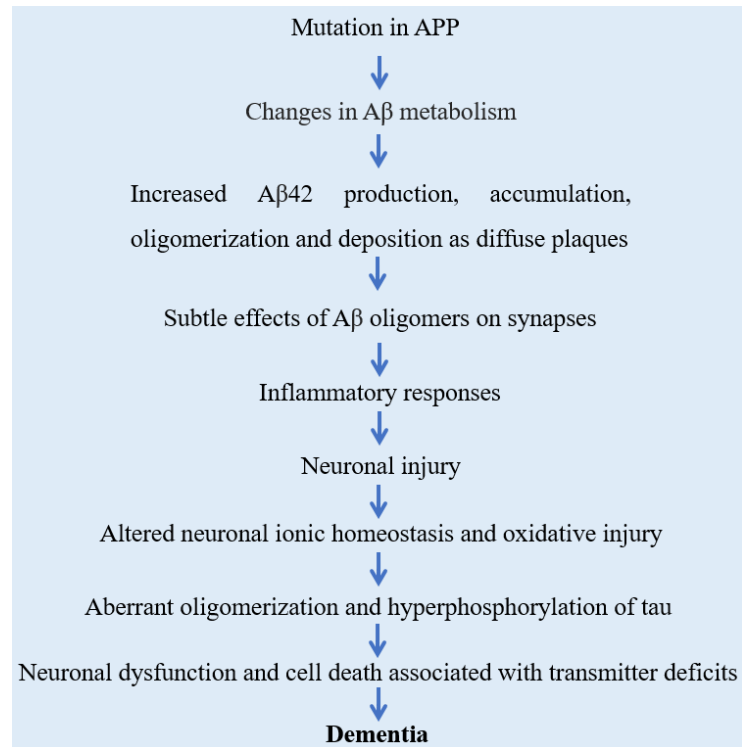 Mutation in APP
Changes in Aβ metabolism
Increased Aβ42 production, accumulation,
oligomerization and deposition as diffuse plaques
Subtle effects of Aβ oligomers on synapses
Inflammatory responses
Neuronal injury
Altered neuronal ionic homeostasis and oxidative injury
Aberrant oligomerization and hyperphosphorylation of tau
Neuronal dysfunction and cell death associated with transmitter deficits
Dementia